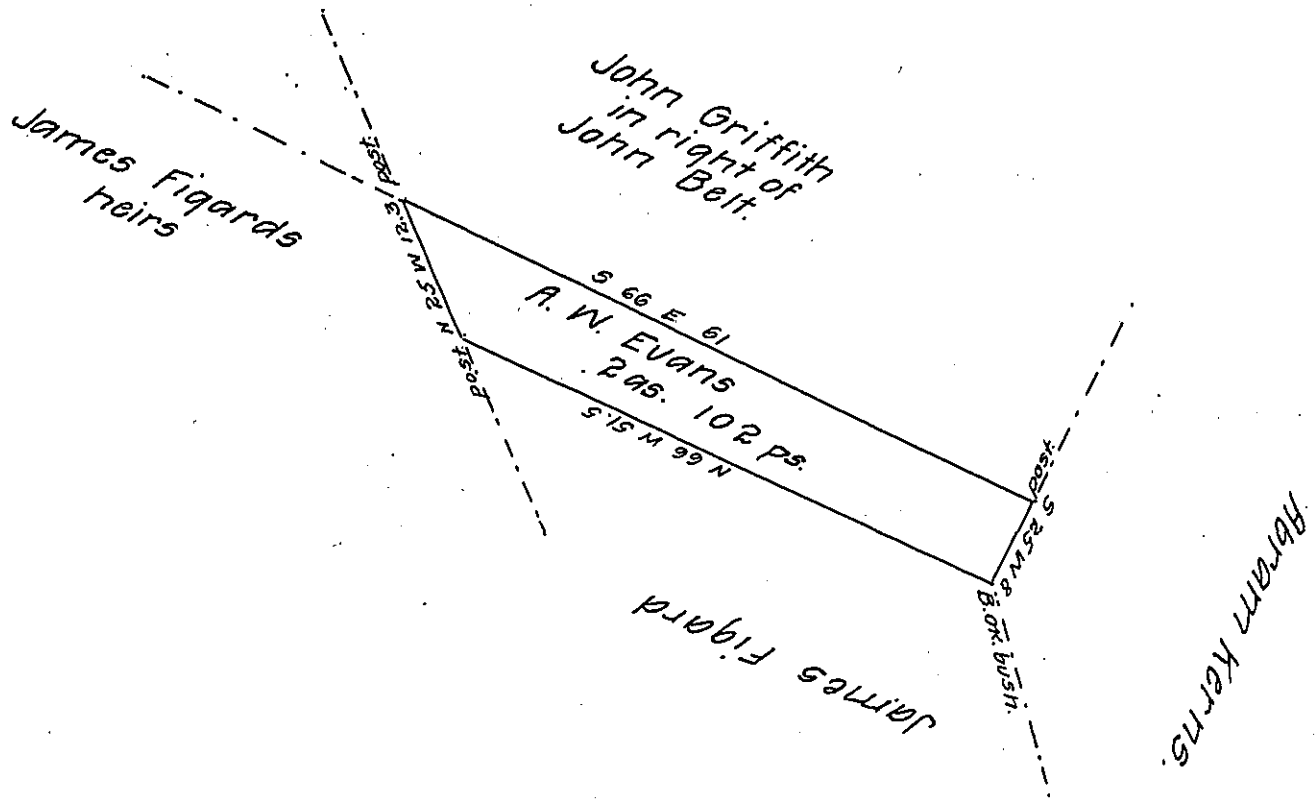 John Griffith
in right of
John Belt.
James Figards
heirs
post.
N 25 W 12.3
post.
S 66 E 61
A. W. Evans
2 as. 102 ps.
N 66 W 51.5
post.
S 25 W 8
B. ok. bush.
James Figard
Abram Kerns.